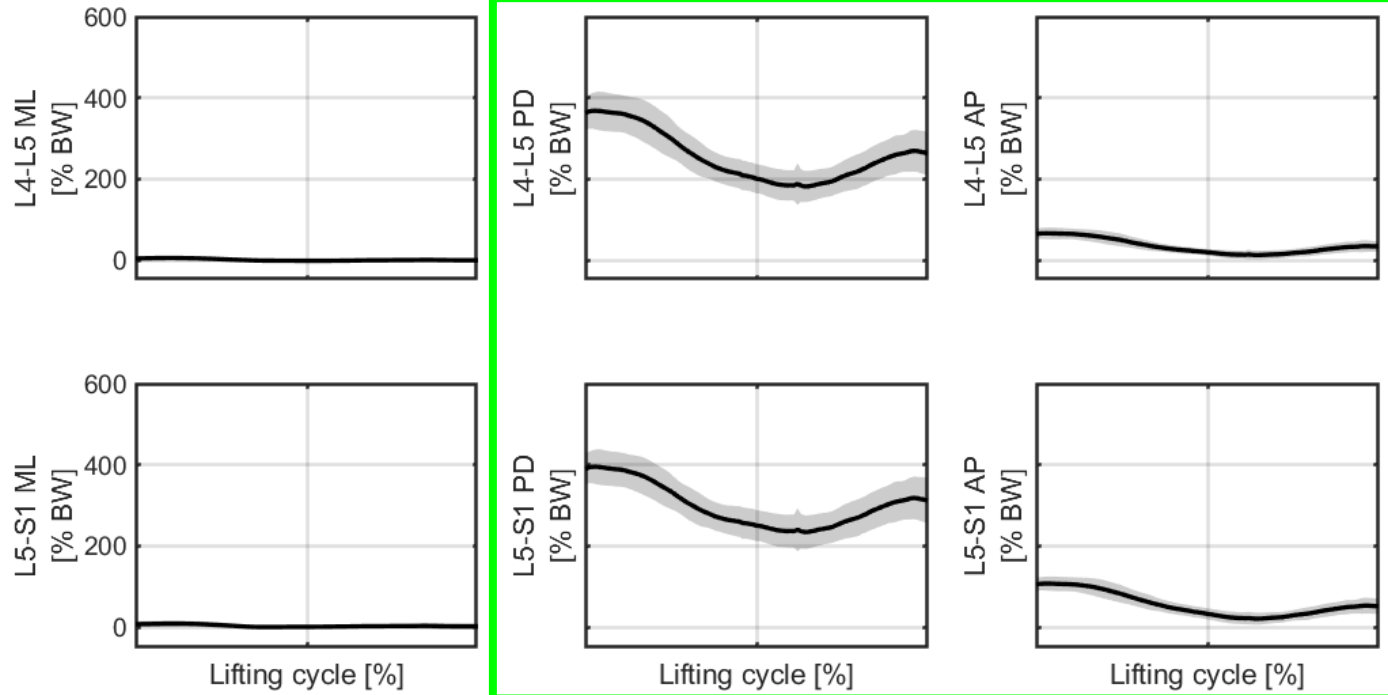 600
400
200
0
L4-L5 ML
[% BW]
L4-L5 PD
[% BW]
L4-L5 AP
[% BW]
600
400
200
0
L5-S1 ML
[% BW]
L5-S1 PD
[% BW]
L5-S1 AP
[% BW]
Lifting cycle [%]
Lifting cycle [%]
Lifting cycle [%]